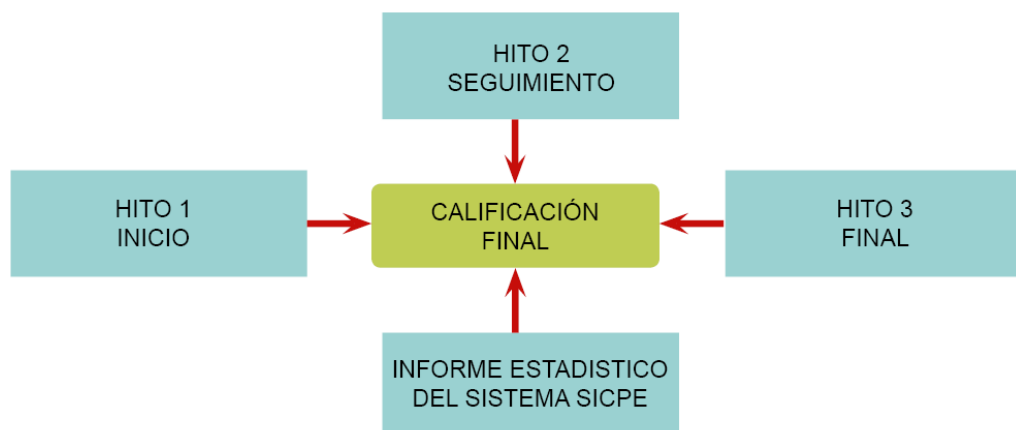 HITO 2
SEGUIMIENTO
HITO 1
INICIO
CALIFICACIÓN
FINAL
HITO 3
FINAL
INFORME ESTADISTICO
DEL SISTEMA SICPE